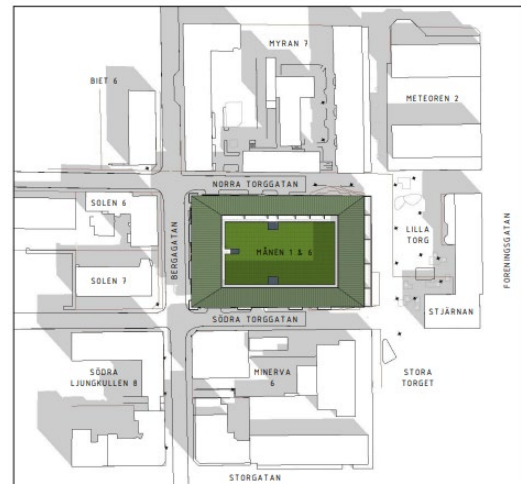 MYRAN 7
BIET 6
METEOREN 2
NORRA TORGGATAN
SOLEN 6
BERGAGATAN
MÅNEN 1 & 6
LILLA
TORG
FÖRENINGSGATAN
SOLEN 7
STJÄRNAN
SÖDRA TORGGATAN
SÖDRA
LJUNGKULLEN 8
MINERVA
6
STORA
TORGET
STORGATAN